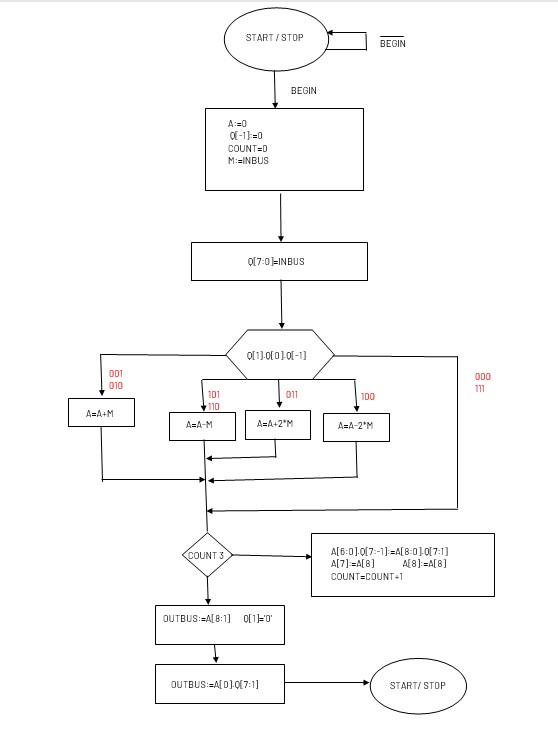 START / STOP
BEGIN
BEGIN
A:=0
Q[-1]:=0
COUNT=0
M:=INBUS
Q[7:0]=INBUS
Q[1].Q[0].Q[-1]
001
010
101
110
011
100
000
111
A=A+M
A=A-M
A=A+2*M
A=A-2*M
COUNT 3
A[6:0].Q[7:-1]:=A[8:0].Q[7:1]
A[7]:=A[8] A[8]:=A[8]
COUNT=COUNT+1
OUTBUS:=A[8:1] Q[1]='0'
OUTBUS:=A[0].Q[7:1]
START/ STOP